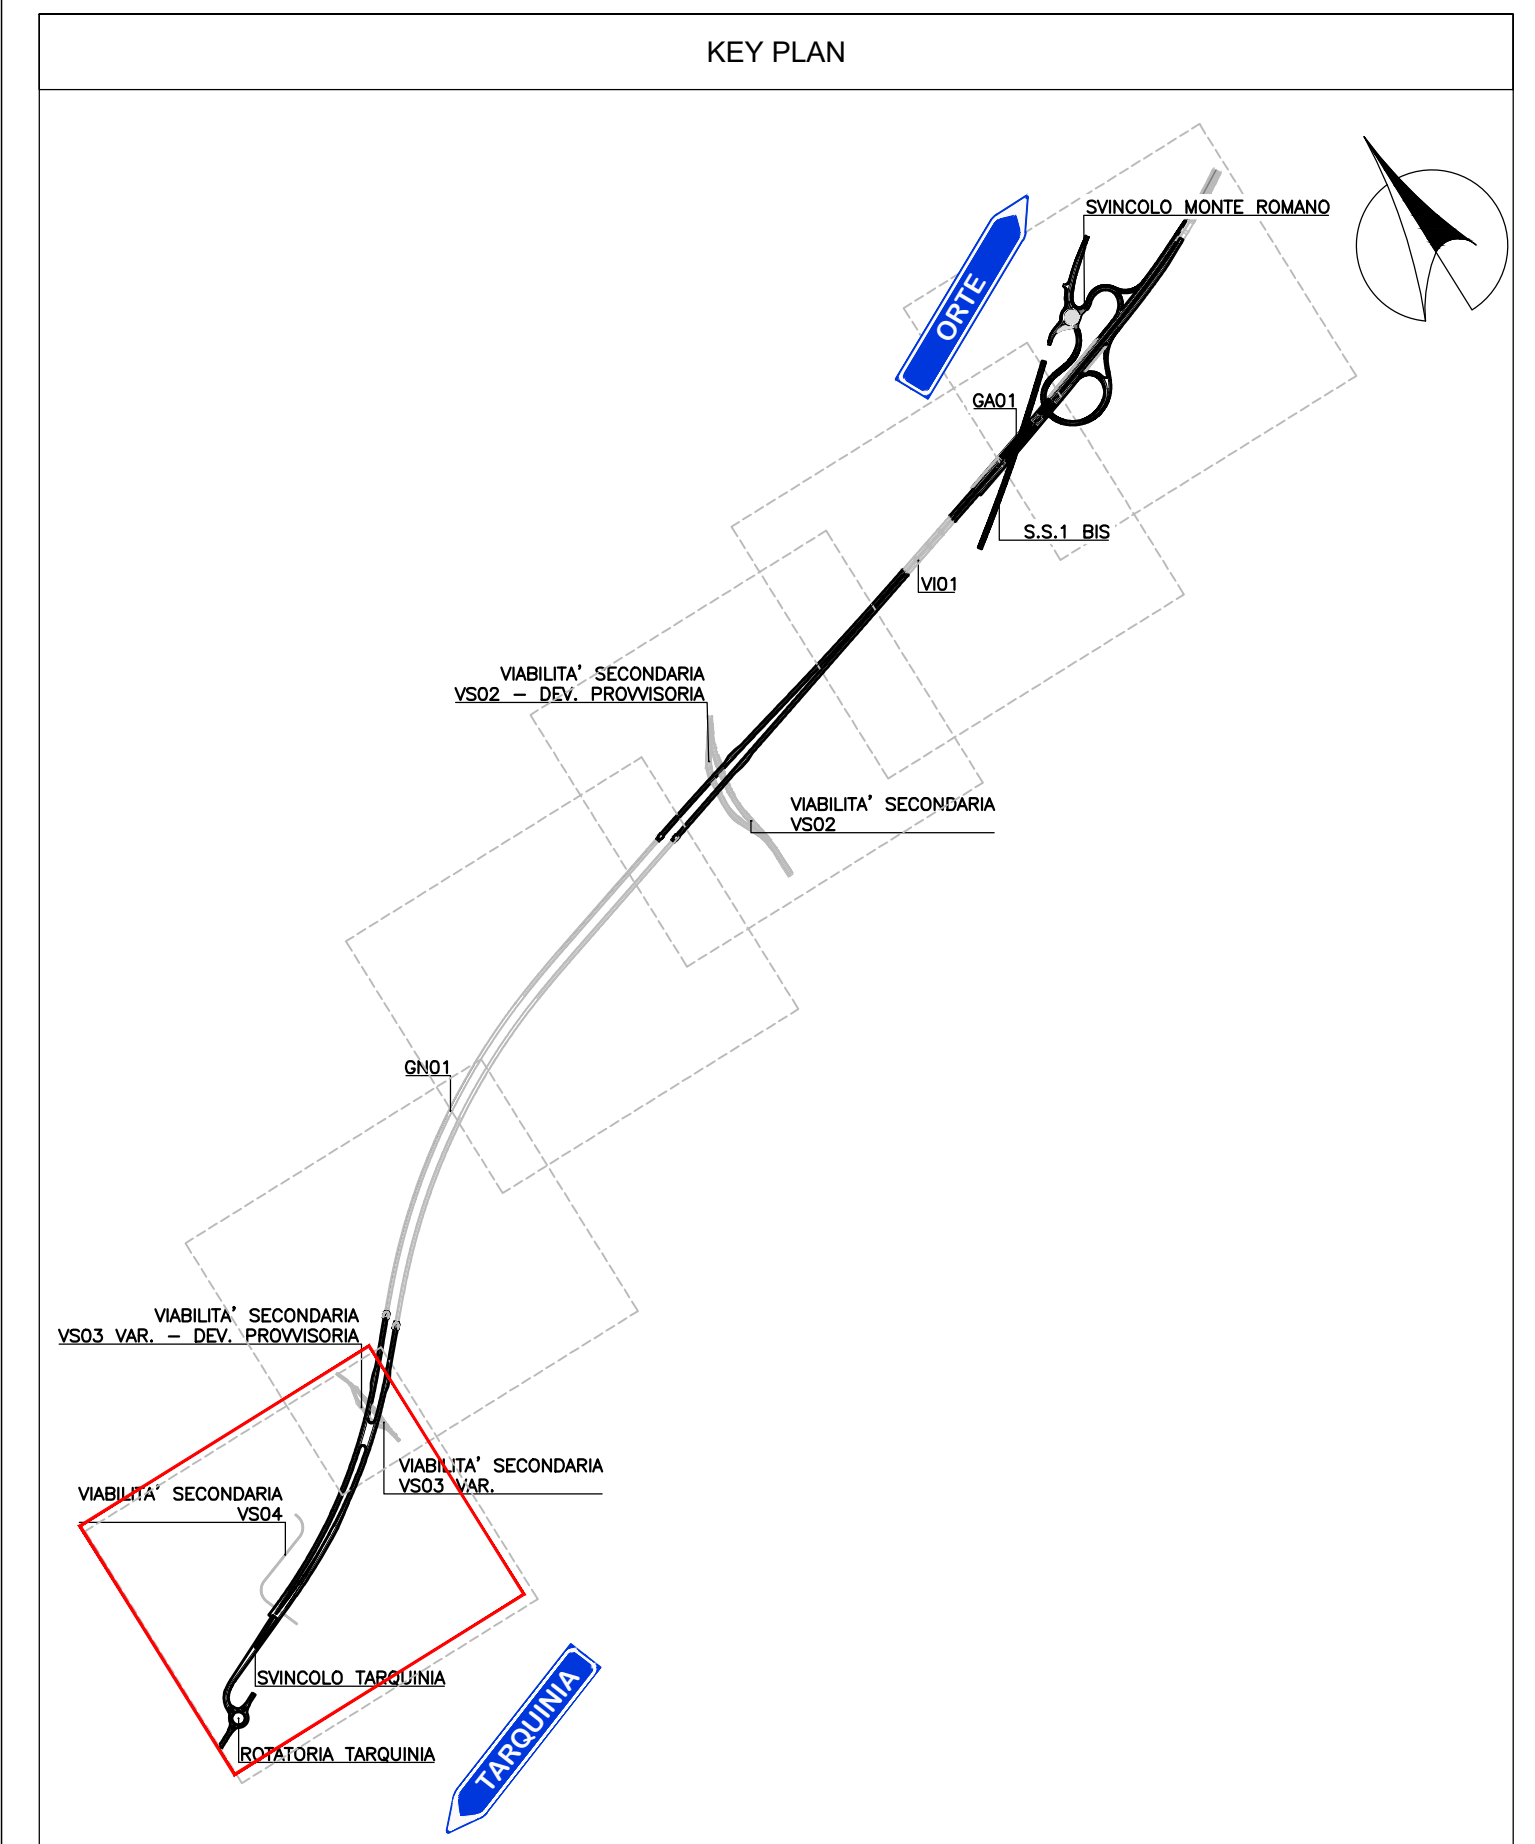 KEY PLAN
SVINCOLO MONTE ROMANO
ORTE
GA01
S.S.1 BIS
VI01
VIABILITA' SECONDARIA
VS02 – DEV. PROVVISORIA
VIABILITA' SECONDARIA
VS02
GN01
VIABILITA' SECONDARIA
VS03 VAR. – DEV. PROVVISORIA
VIABILITA' SECONDARIA
VS03 VAR.
VIABILITA' SECONDARIA
VS04
SVINCOLO TARQUINIA
TARQUINIA
ROTATORIA TARQUINIA